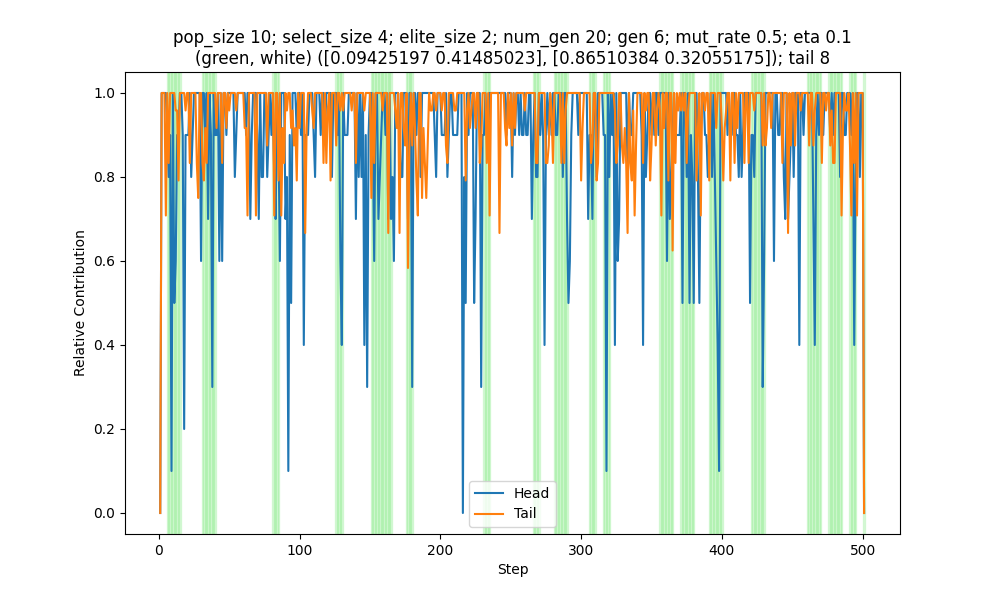 pop_size 10; select_size 4; elite_size 2; num_gen 20; gen 6; mut_rate 0.5; eta 0.1
(green, white) ([0.09425197 0.41485023], [0.86510384 0.32055175]); tail 8
Relative Contribution
1.0
0.8
0.6
0.4
0.2
0.0
Head
Tail
0
100
200
300
400
500
Step